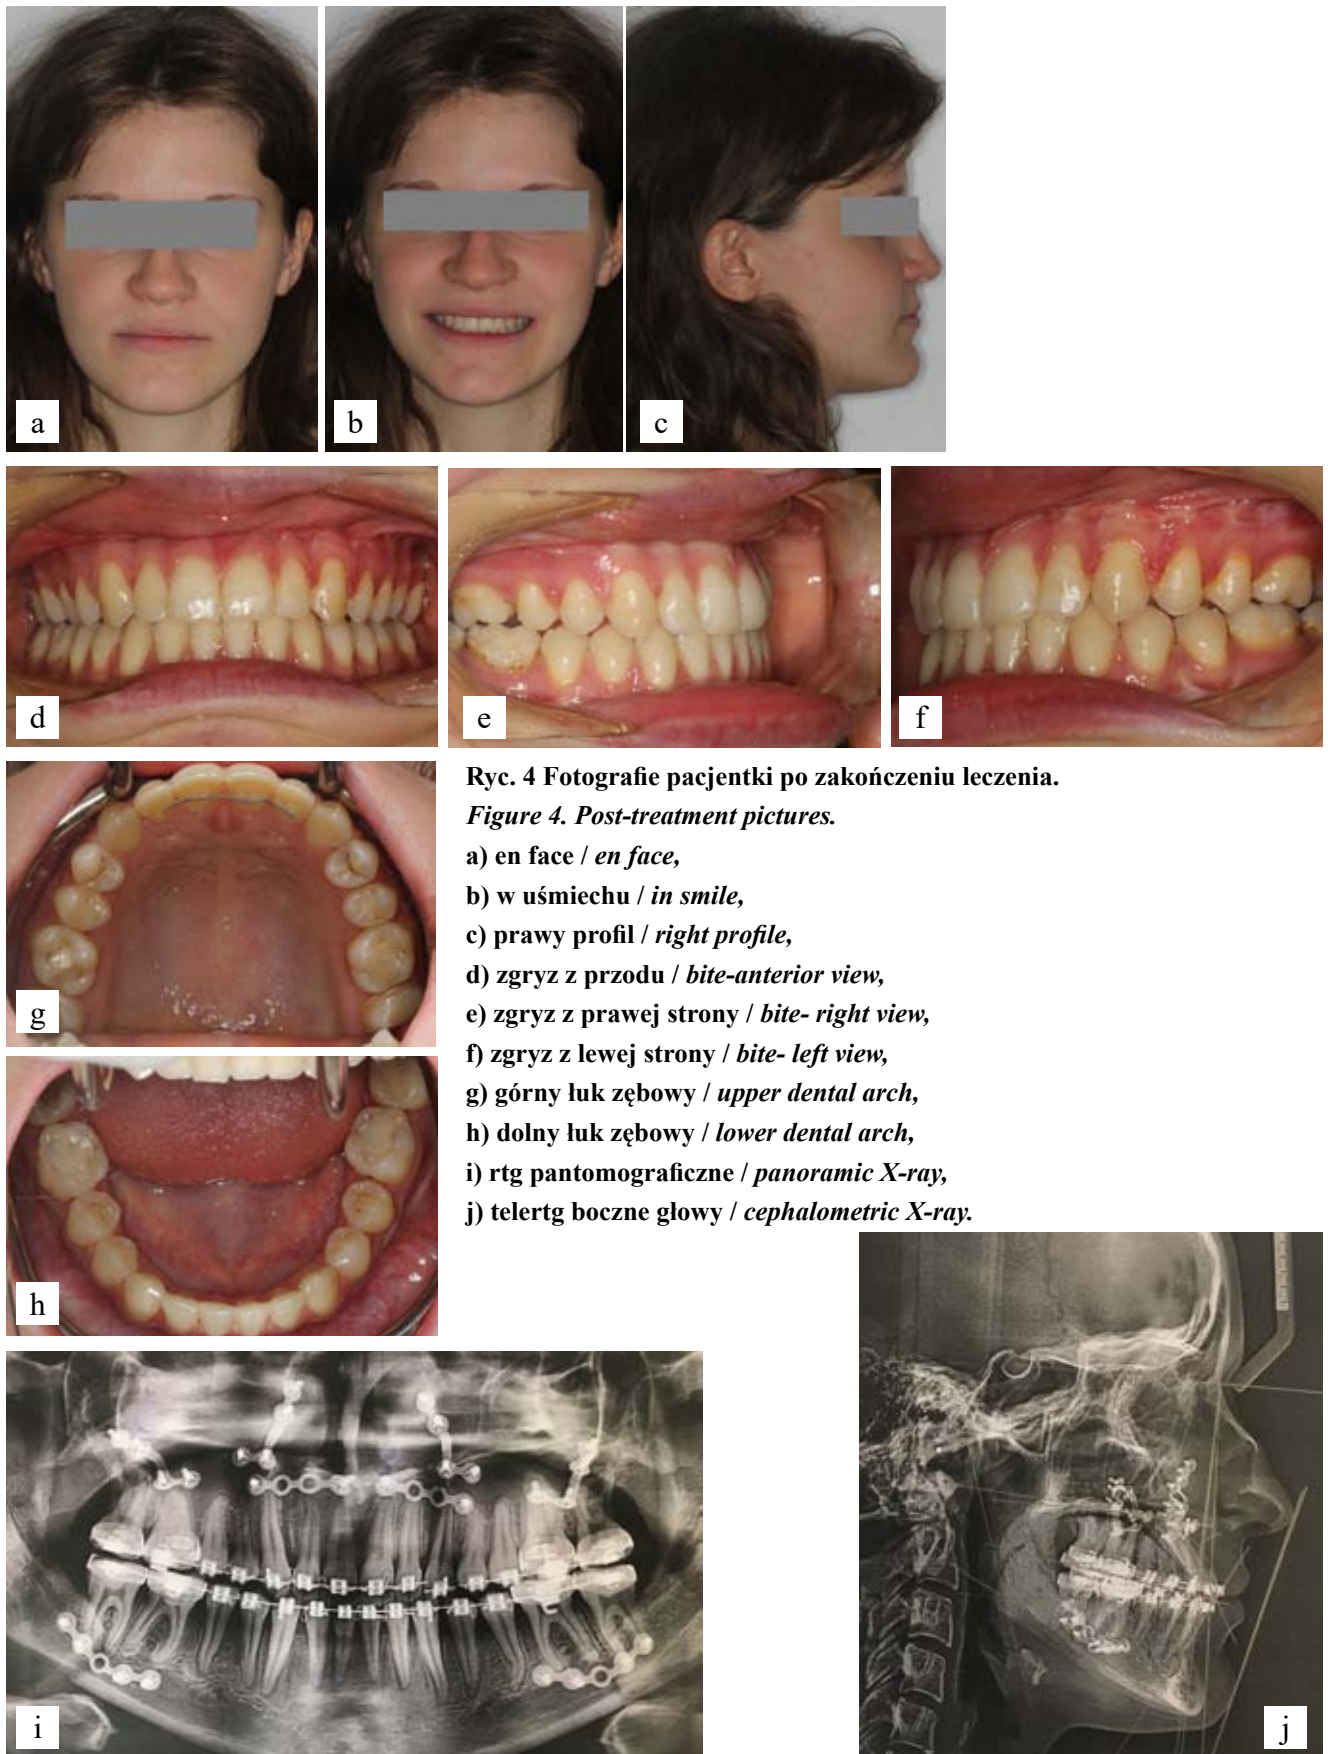 a
b
c
d
e
f
Ryc. 4 Fotografie pacjentki po zakończeniu leczenia.
Figure 4. Post-treatment pictures.
a) en face / en face,
b) w uśmiechu / in smile,
c) prawy profil / right profile,
d) zgryz z przodu / bite-anterior view,
e) zgryz z prawej strony / bite- right view,
f) zgryz z lewej strony / bite- left view,
g) górny łuk zębowy / upper dental arch,
h) dolny łuk zębowy / lower dental arch,
i) rtg pantomograficzne / panoramic X-ray,
j) telertg boczne głowy / cephalometric X-ray.
g
h
i
j